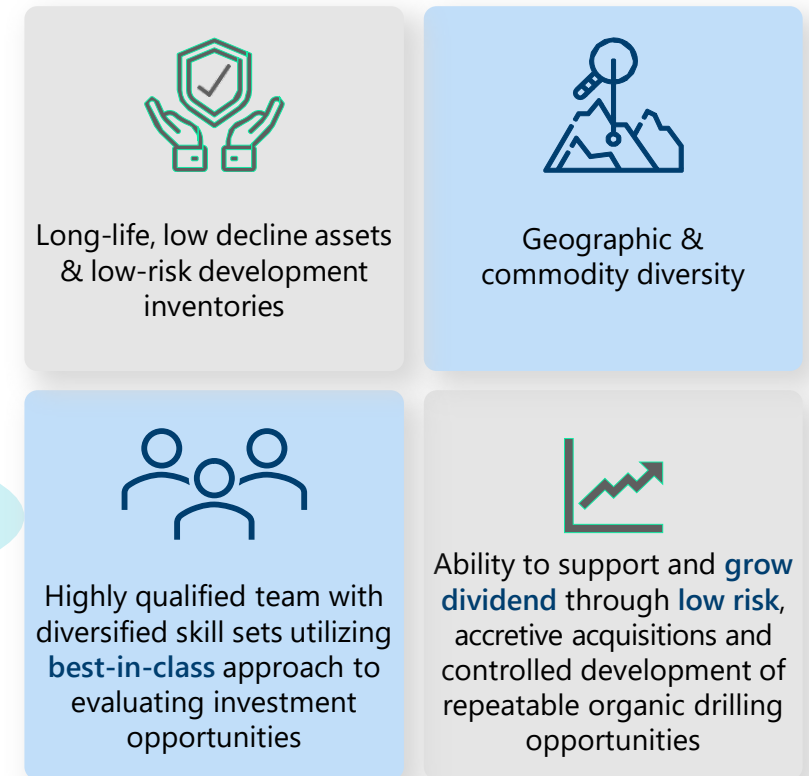 Long-life, low decline assets
& low-risk development
inventories
Geographic &
commodity diversity
Highly qualified team with
diversified skill sets utilizing
best-in-class approach to
evaluating investment
opportunities
Ability to support and grow
dividend through low risk,
accretive acquisitions and
controlled development of
repeatable organic drilling
opportunities